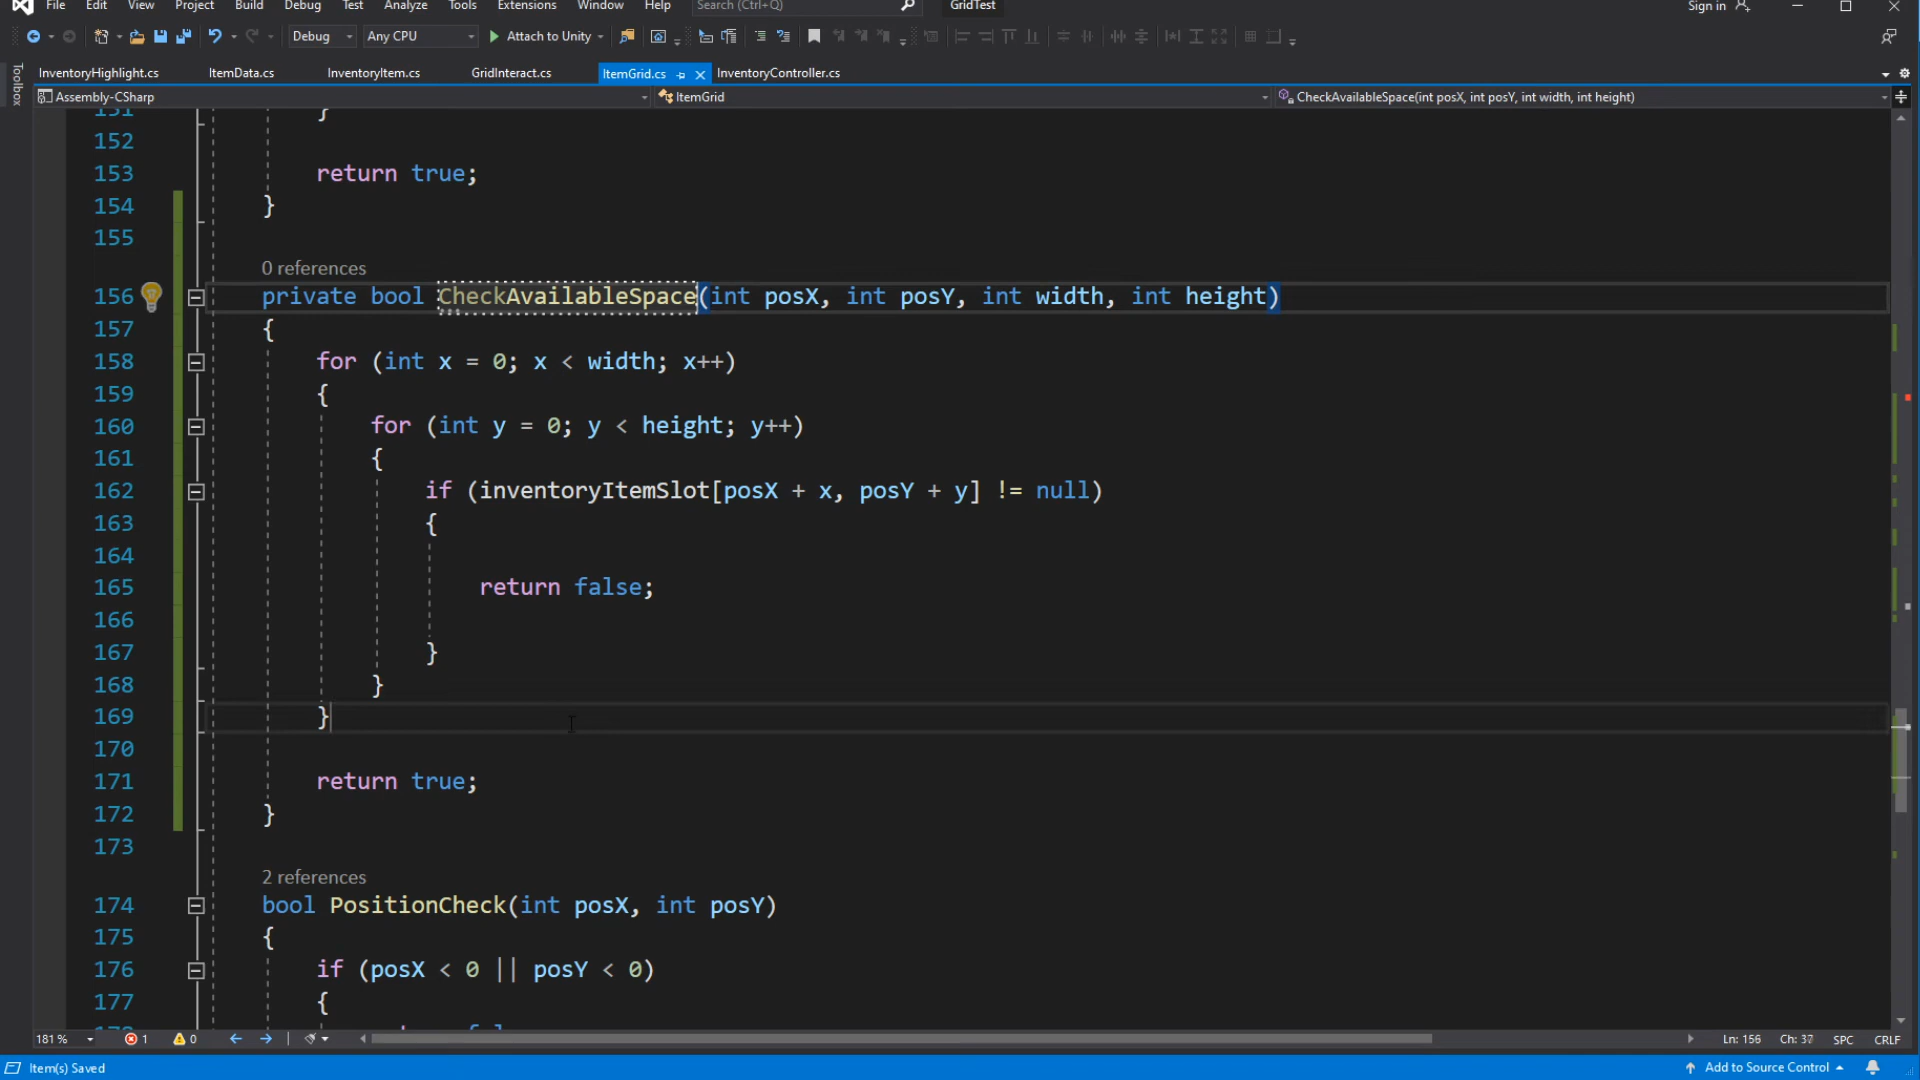 File Edit View Project Build Debug Test Analyze Tools Extensions Window Help Search (Ctrl+Q) GridTest Sign in
Debug Any CPU Attach to Unity
Toolbox
InventoryHighlight.cs ItemData.cs InventoryItem.cs GridInteract.cs ItemGrid.cs InventoryController.cs
Assembly-CSharp ItemGrid CheckAvailableSpace(int posX, int posY, int width, int height)
151 }
152
153 return true;
154 }
155
0 references
156 private bool CheckAvailableSpace(int posX, int posY, int width, int height)
157 {
158 for (int x = 0; x < width; x++)
159 {
160 for (int y = 0; y < height; y++)
161 {
162 if (inventoryItemSlot[posX + x, posY + y] != null)
163 {
164
165 return false;
166
167 }
168 }
169 }
170
171 return true;
172 }
173
2 references
174 bool PositionCheck(int posX, int posY)
175 {
176 if (posX < 0 || posY < 0)
177 {
181 % 1 0 Ln: 156 Ch: 37 SPC CRLF
Item(s) Saved Add to Source Control